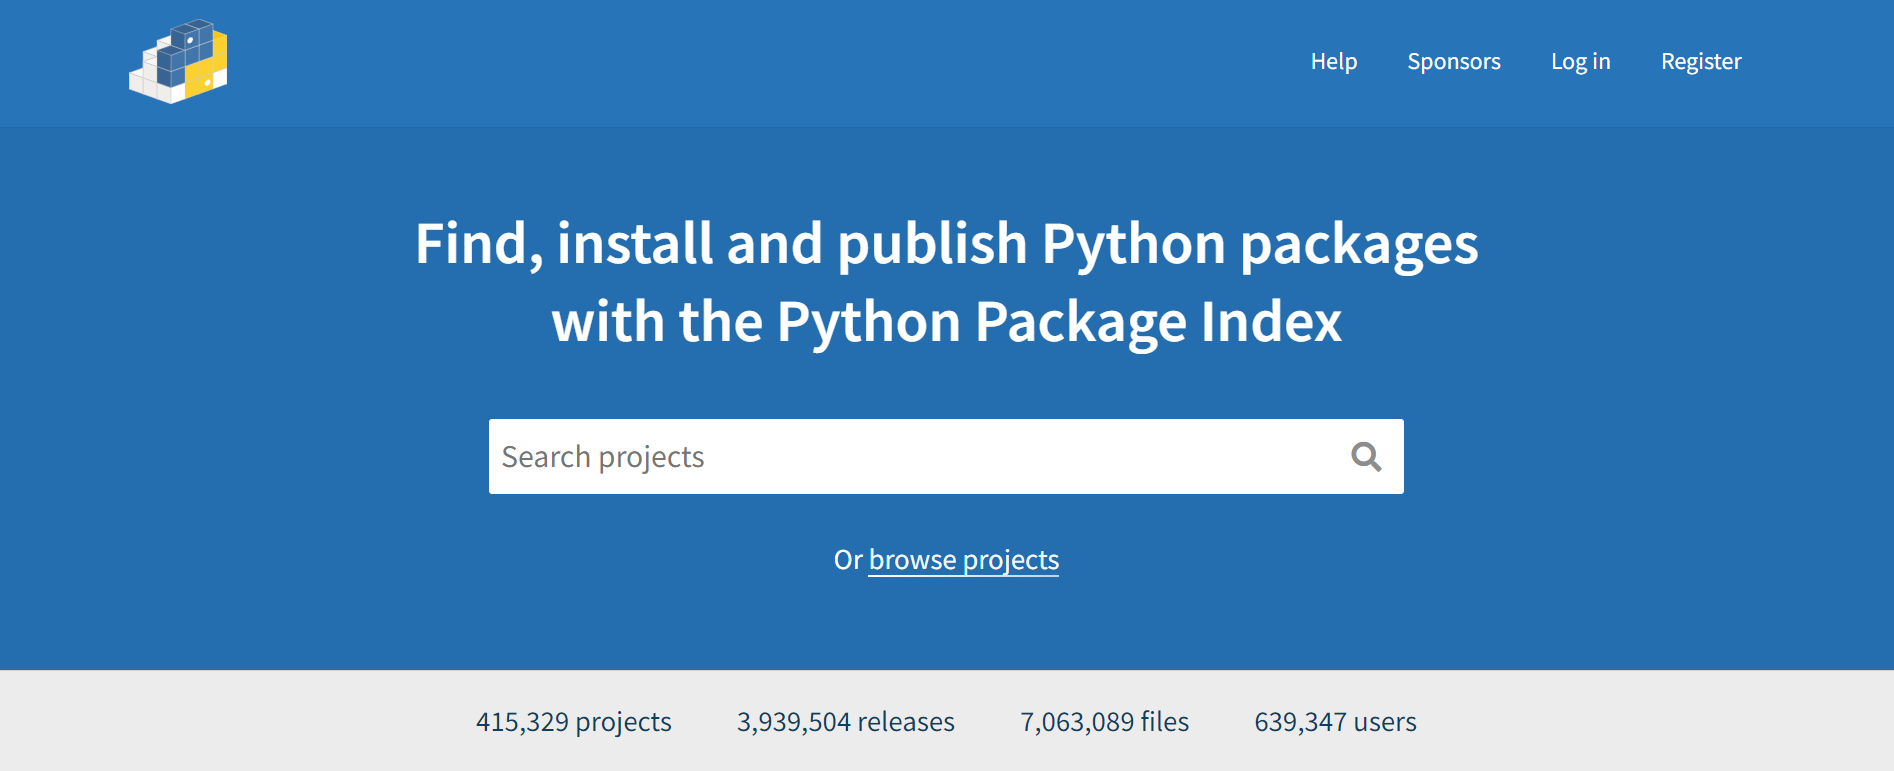 Help Sponsors Log in Register
Find, install and publish Python packages
with the Python Package Index
Search projects
Or browse projects
415,329 projects 3,939,504 releases 7,063,089 files 639,347 users